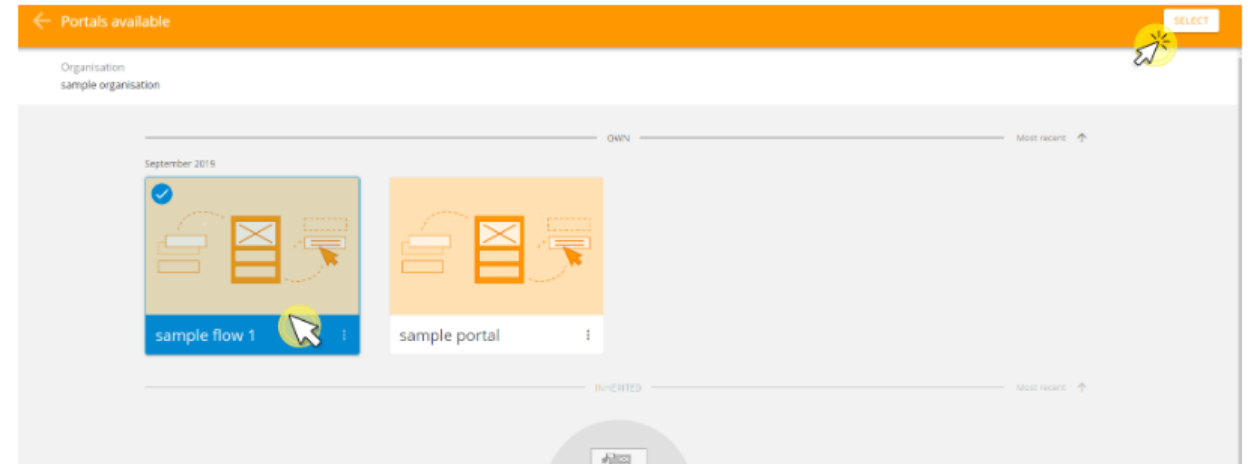 Portals available
SELECT
Organisation
sample organisation
OWN
Most recent
September 2019
sample flow 1
sample portal
INHERITED
Most recent